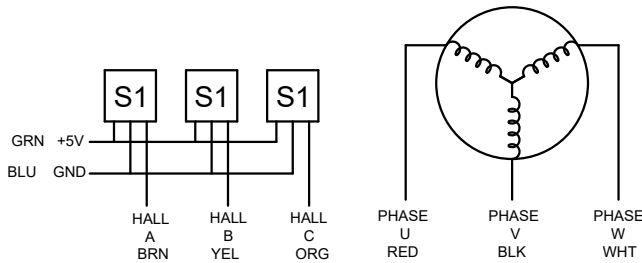 S1 S1 S1
GRN +5V
BLU GND
HALL
A
BRN
HALL
B
YEL
HALL
C
ORG
PHASE
U
RED
PHASE
V
BLK
PHASE
W
WHT